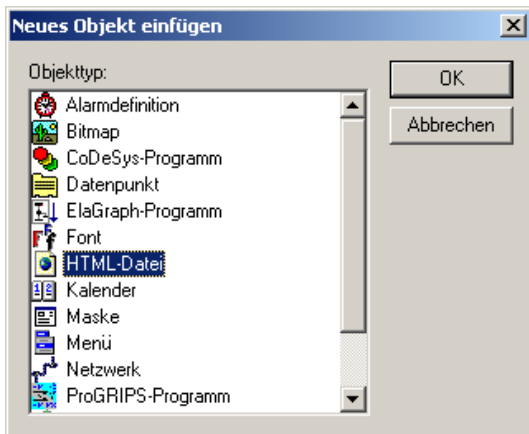 Neues Objekt einfügen
Objekttyp:
OK
Abbrechen
Alarmdefinition
Bitmap
CoDeSys-Programm
Datenpunkt
ElaGraph-Programm
Font
HTML-Datei
Kalender
Maske
Menü
Netzwerk
ProGRIPS-Programm